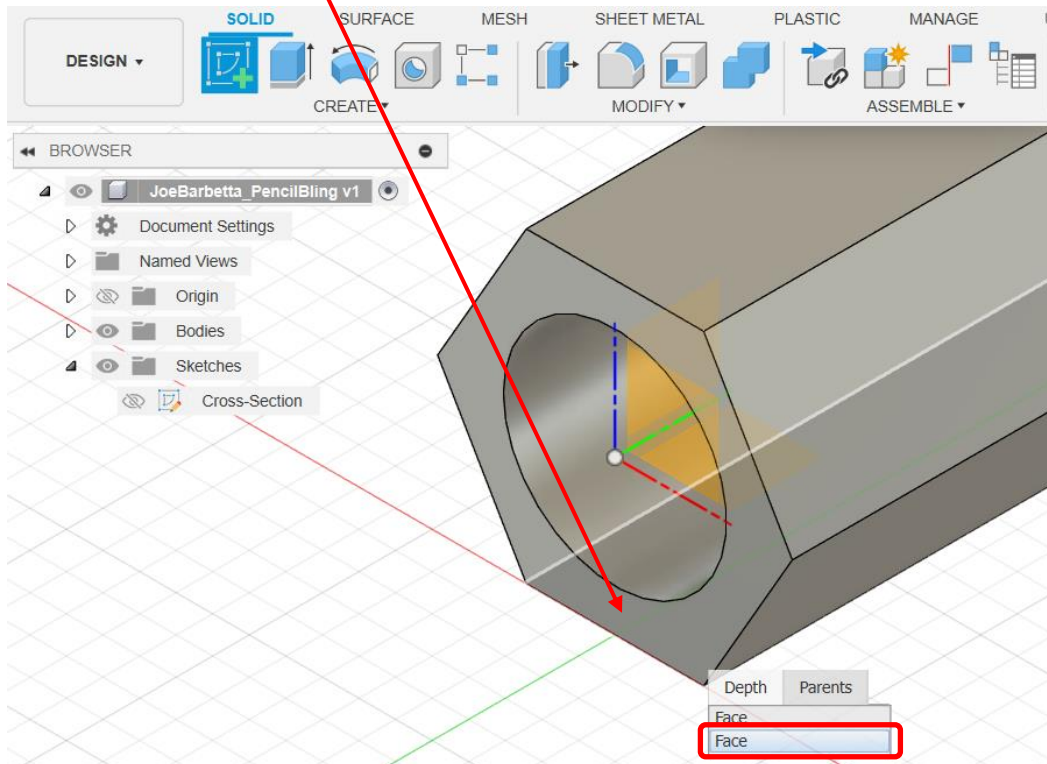 SOLID SURFACE MESH SHEET METAL PLASTIC MANAGE
DESIGN ▾
CREATE ▾ MODIFY ▾ ASSEMBLE ▾
BROWSER
JoeBarbetta_PencilBling v1
Document Settings
Named Views
Origin
Bodies
Sketches
Cross-Section
Depth Parents
Face
Face